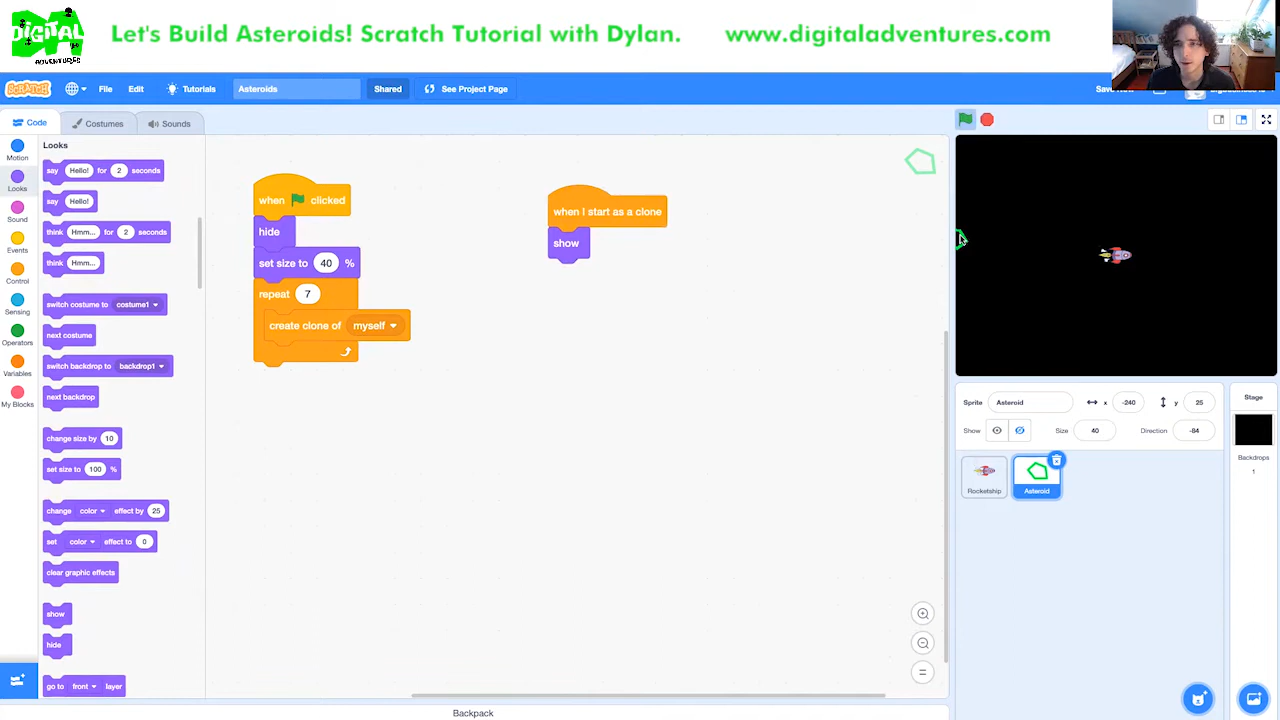 DIGITAL
ADVENTURES
Let's Build Asteroids! Scratch Tutorial with Dylan. www.digitaladventures.com
SCRATCH
File
Edit
Tutorials
Asteroids
Shared
See Project Page
Code
Costumes
Sounds
Motion
Looks
Sound
Events
Control
Sensing
Operators
Variables
My Blocks
Looks
say Hello! for 2 seconds
say Hello!
think Hmm... for 2 seconds
think Hmm...
switch costume to costume1
next costume
switch backdrop to backdrop1
next backdrop
change size by 10
set size to 100 %
change color effect by 25
set color effect to 0
clear graphic effects
show
hide
go to front layer
when clicked
hide
set size to 40 %
repeat 7
create clone of myself
when I start as a clone
show
Sprite Asteroid x -240 y 25
Show Size 40 Direction -84
Rocketship
Asteroid
Stage
Backdrops
1
Backpack